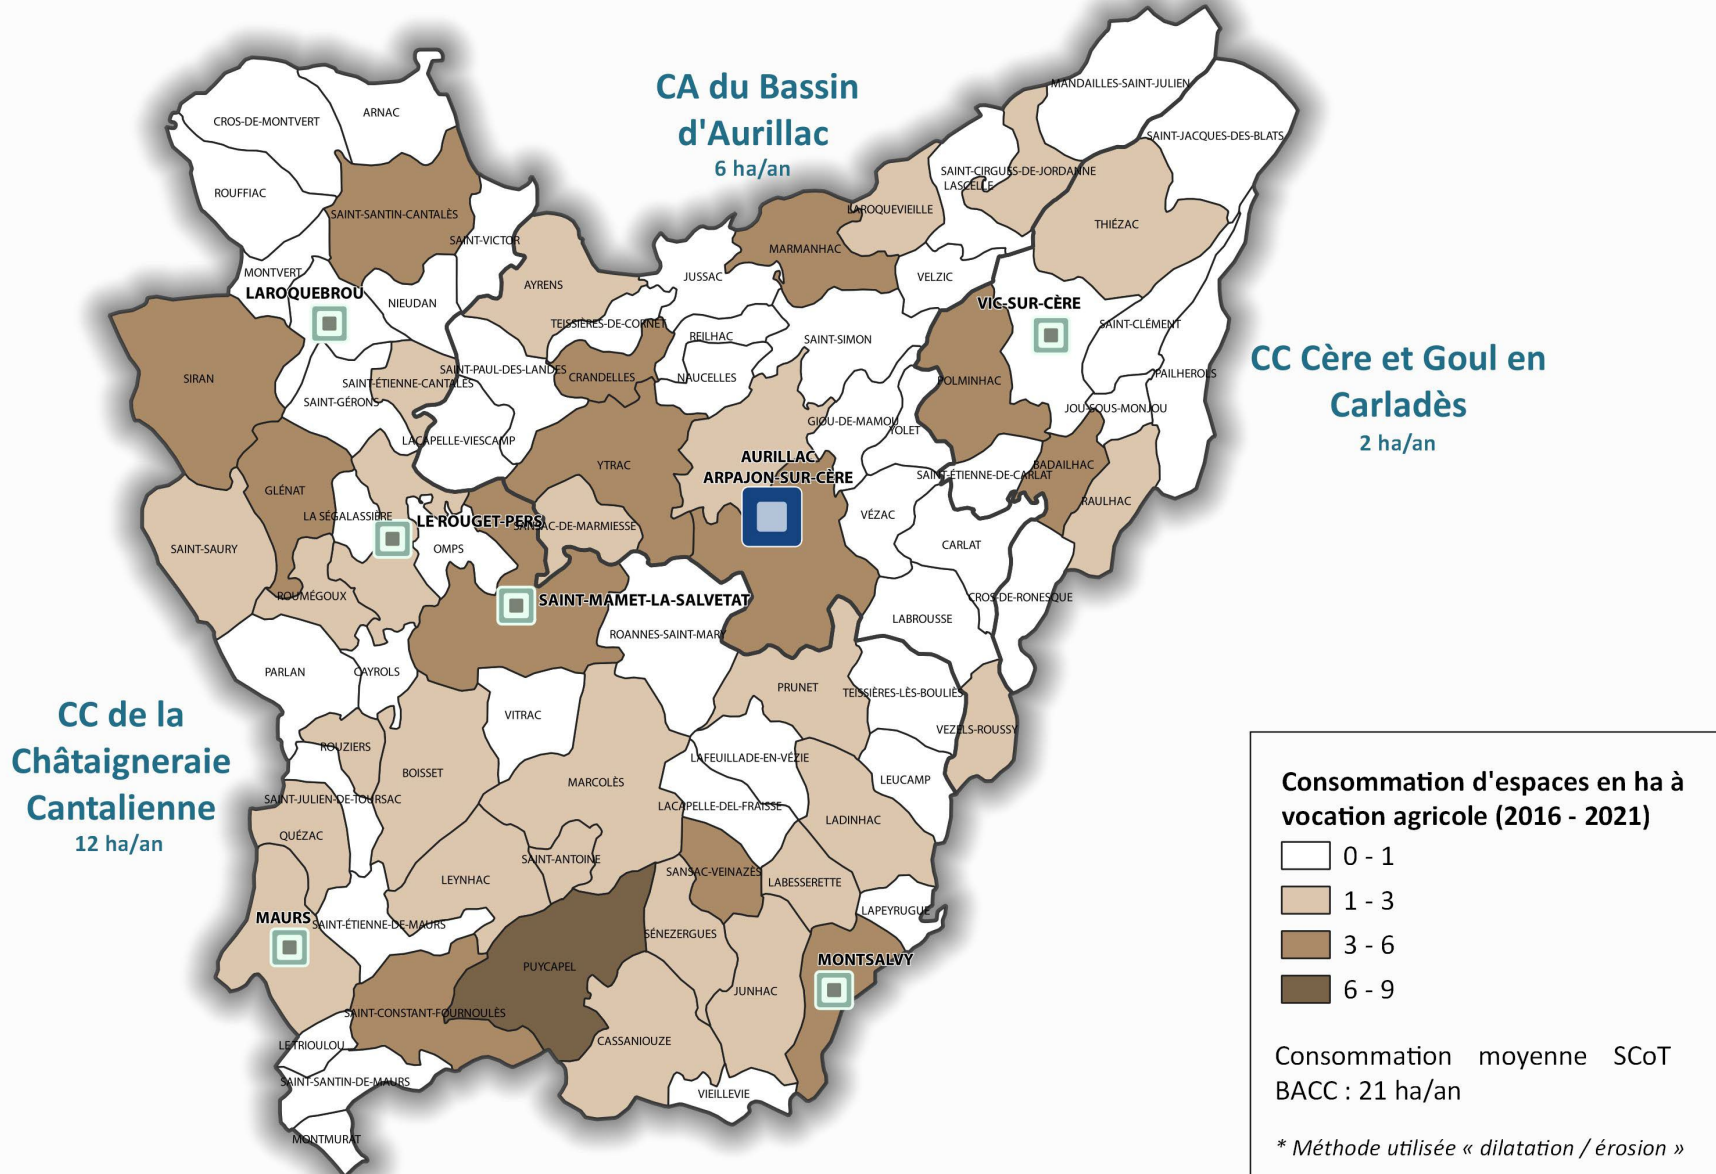 CA du Bassin
d'Aurillac
6 ha/an
MANDAILLES-SAINT-JULIEN
ARNAC
CROS-DE-MONTVERT
SAINT-JACQUES-DES-BLATS
SAINT-CIRGUES-DE-JORDANNE
LASCELLE
ROUFFIAC
LAROQUEVIEILLE
SAINT-SANTIN-CANTALÈS
THIÉZAC
SAINT-VICTOR
MARMANHAC
MONTVERT
JUSSAC
VELZIC
AYRENS
LAROQUEBROU
NIEUDAN
VIC-SUR-CÈRE
TEISSIÈRES-DE-CORNET
SAINT-CLÉMENT
REILHAC
SAINT-SIMON
CC Cère et Goul en
Carladès
2 ha/an
SAINT-PAUL-DES-LANDES
PAILHEROLS
SIRAN
SAINT-ÉTIENNE-CANTALÈS
CRANDELLES
NAUCELLES
POLMINHAC
SAINT-GÉRONS
JOU-SOUS-MONJOU
GIOU-DE-MAMOU
YOLET
LACAPELLE-VIESCAMP
AURILLAC
ARPAJON-SUR-CÈRE
YTRAC
BADAILHAC
SAINT-ÉTIENNE-DE-CARLAT
GLÉNAT
RAULHAC
LA SÉGALASSIÈRE
LE ROUGET-PERS
SANSAC-DE-MARMIESSE
VÉZAC
SAINT-SAURY
OMPS
CARLAT
ROUMÉGOUX
SAINT-MAMET-LA-SALVETAT
CROS-DE-RONESQUE
LABROUSSE
ROANNES-SAINT-MARY
PARLAN
CAYROLS
PRUNET
TEISSIÈRES-LÈS-BOULIÈS
CC de la
Châtaigneraie
Cantalienne
12 ha/an
VITRAC
VEZELS-ROUSSY
ROUZIERS
LAFEUILLADE-EN-VÉZIE
BOISSET
MARCOLÈS
LEUCAMP
SAINT-JULIEN-DE-TOURSAC
LACAPELLE-DEL-FRAISSE
LADINHAC
QUÉZAC
SAINT-ANTOINE
SANSAC-VEINAZÈS
LEYNHAC
LABESSERETTE
LAPEYRUGUE
MAURS
SAINT-ÉTIENNE-DE-MAURS
SÉNEZERGUES
MONTSALVY
PUYCAPEL
JUNHAC
SAINT-CONSTANT-FOURNOULÈS
LE TRIOULOU
CASSANIOUZE
SAINT-SANTIN-DE-MAURS
VIEILLEVIE
MONTMURAT
Consommation d'espaces en ha à
vocation agricole (2016 - 2021)
0 - 1
1 - 3
3 - 6
6 - 9
Consommation moyenne SCoT
BACC : 21 ha/an
* Méthode utilisée « dilatation / érosion »